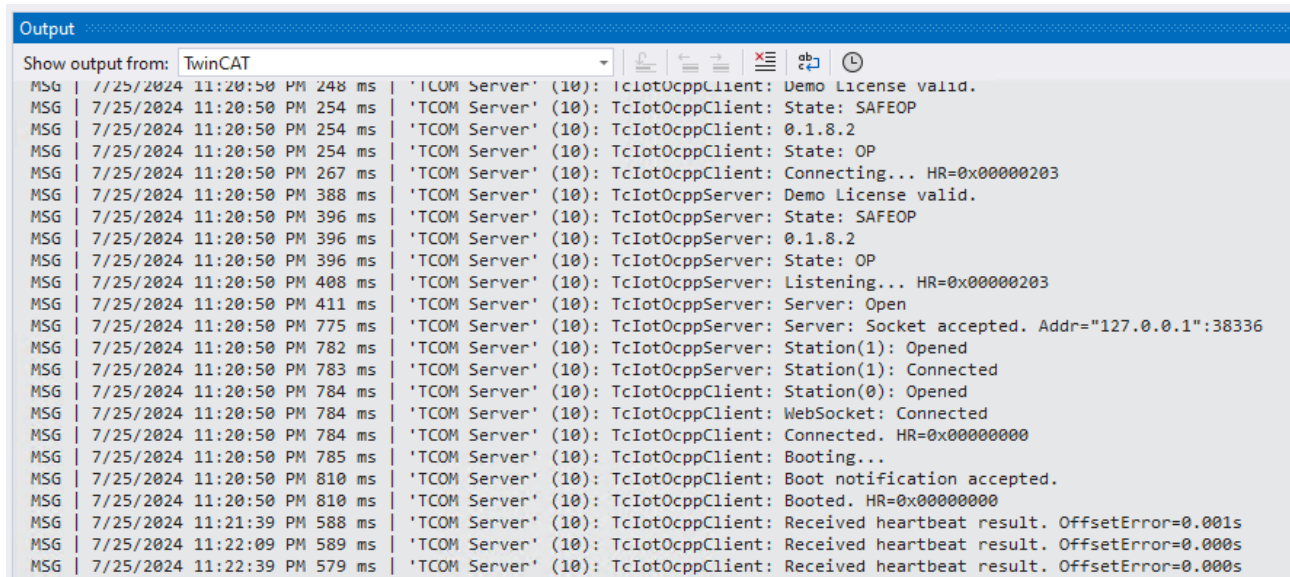 Output
Show output from: TwinCAT
MSG | 7/25/2024 11:20:50 PM 248 ms | 'TCOM Server' (10): TcIotOcppClient: Demo License valid.
MSG | 7/25/2024 11:20:50 PM 254 ms | 'TCOM Server' (10): TcIotOcppClient: State: SAFEOP
MSG | 7/25/2024 11:20:50 PM 254 ms | 'TCOM Server' (10): TcIotOcppClient: 0.1.8.2
MSG | 7/25/2024 11:20:50 PM 254 ms | 'TCOM Server' (10): TcIotOcppClient: State: OP
MSG | 7/25/2024 11:20:50 PM 267 ms | 'TCOM Server' (10): TcIotOcppClient: Connecting... HR=0x00000203
MSG | 7/25/2024 11:20:50 PM 388 ms | 'TCOM Server' (10): TcIotOcppServer: Demo License valid.
MSG | 7/25/2024 11:20:50 PM 396 ms | 'TCOM Server' (10): TcIotOcppServer: State: SAFEOP
MSG | 7/25/2024 11:20:50 PM 396 ms | 'TCOM Server' (10): TcIotOcppServer: 0.1.8.2
MSG | 7/25/2024 11:20:50 PM 396 ms | 'TCOM Server' (10): TcIotOcppServer: State: OP
MSG | 7/25/2024 11:20:50 PM 408 ms | 'TCOM Server' (10): TcIotOcppServer: Listening... HR=0x00000203
MSG | 7/25/2024 11:20:50 PM 411 ms | 'TCOM Server' (10): TcIotOcppServer: Server: Open
MSG | 7/25/2024 11:20:50 PM 775 ms | 'TCOM Server' (10): TcIotOcppServer: Server: Socket accepted. Addr="127.0.0.1":38336
MSG | 7/25/2024 11:20:50 PM 782 ms | 'TCOM Server' (10): TcIotOcppServer: Station(1): Opened
MSG | 7/25/2024 11:20:50 PM 783 ms | 'TCOM Server' (10): TcIotOcppServer: Station(1): Connected
MSG | 7/25/2024 11:20:50 PM 784 ms | 'TCOM Server' (10): TcIotOcppClient: Station(0): Opened
MSG | 7/25/2024 11:20:50 PM 784 ms | 'TCOM Server' (10): TcIotOcppClient: WebSocket: Connected
MSG | 7/25/2024 11:20:50 PM 784 ms | 'TCOM Server' (10): TcIotOcppClient: Connected. HR=0x00000000
MSG | 7/25/2024 11:20:50 PM 785 ms | 'TCOM Server' (10): TcIotOcppClient: Booting...
MSG | 7/25/2024 11:20:50 PM 810 ms | 'TCOM Server' (10): TcIotOcppClient: Boot notification accepted.
MSG | 7/25/2024 11:20:50 PM 810 ms | 'TCOM Server' (10): TcIotOcppClient: Booted. HR=0x00000000
MSG | 7/25/2024 11:21:39 PM 588 ms | 'TCOM Server' (10): TcIotOcppClient: Received heartbeat result. OffsetError=0.001s
MSG | 7/25/2024 11:22:09 PM 589 ms | 'TCOM Server' (10): TcIotOcppClient: Received heartbeat result. OffsetError=0.000s
MSG | 7/25/2024 11:22:39 PM 579 ms | 'TCOM Server' (10): TcIotOcppClient: Received heartbeat result. OffsetError=0.000s